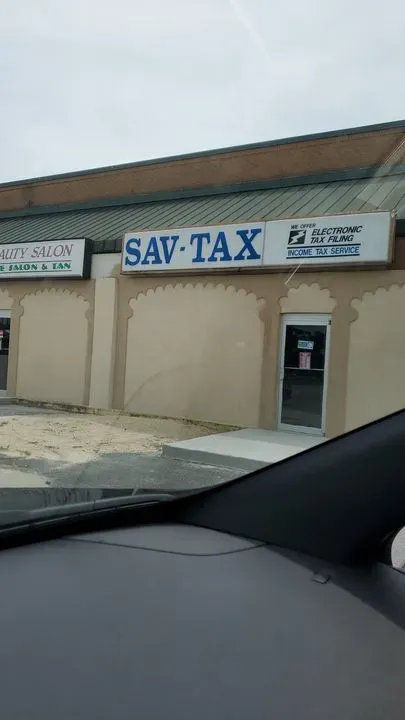 AUTY SALON
E SALON & TAN
SAV-TAX
WE OFFER
ELECTRONIC
TAX FILING
INCOME TAX SERVICE